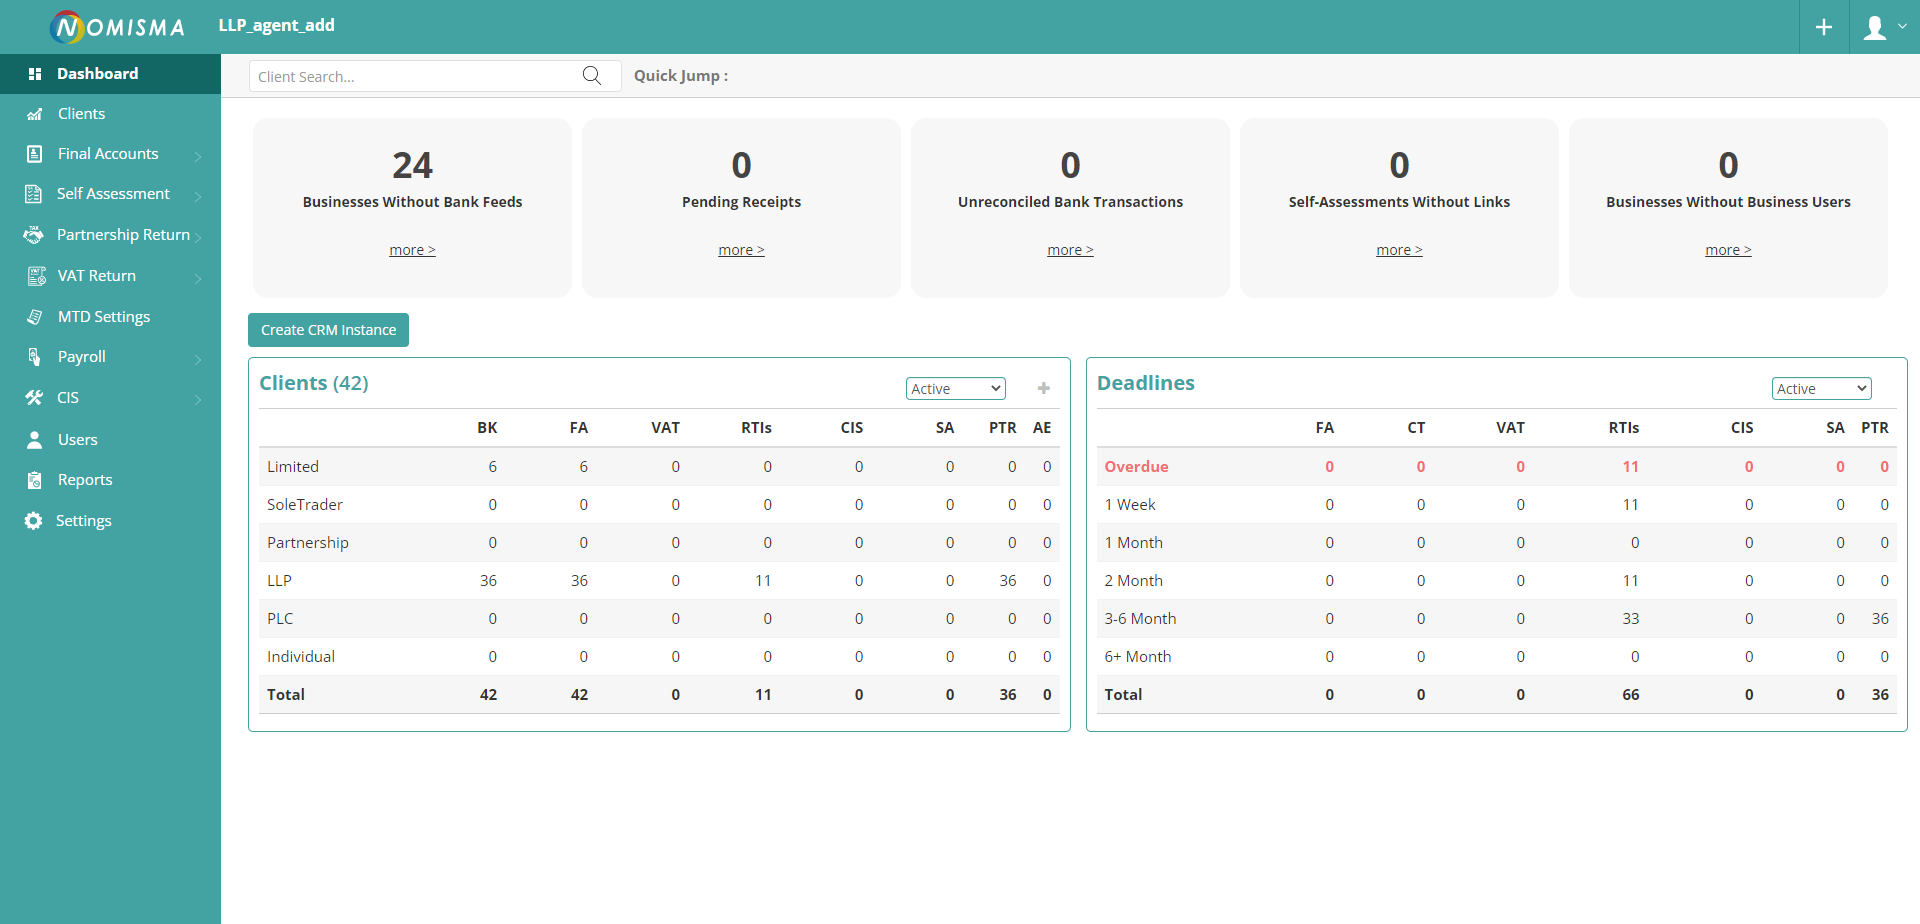 NOMISMA
LLP_agent_add
Dashboard
Clients
Final Accounts
Self Assessment
Partnership Return
VAT Return
MTD Settings
Payroll
CIS
Users
Reports
Settings
Client Search...
Quick Jump :
24
Businesses Without Bank Feeds
more >
0
Pending Receipts
more >
0
Unreconciled Bank Transactions
more >
0
Self-Assessments Without Links
more >
0
Businesses Without Business Users
more >
Create CRM Instance
Clients (42)
Active
BK FA VAT RTIs CIS SA PTR AE
Limited 6 6 0 0 0 0 0 0
SoleTrader 0 0 0 0 0 0 0 0
Partnership 0 0 0 0 0 0 0 0
LLP 36 36 0 11 0 0 36 0
PLC 0 0 0 0 0 0 0 0
Individual 0 0 0 0 0 0 0 0
Total 42 42 0 11 0 0 36 0
Deadlines
Active
FA CT VAT RTIs CIS SA PTR
Overdue 0 0 0 11 0 0 0
1 Week 0 0 0 11 0 0 0
1 Month 0 0 0 0 0 0 0
2 Month 0 0 0 11 0 0 0
3-6 Month 0 0 0 33 0 0 36
6+ Month 0 0 0 0 0 0 0
Total 0 0 0 66 0 0 36